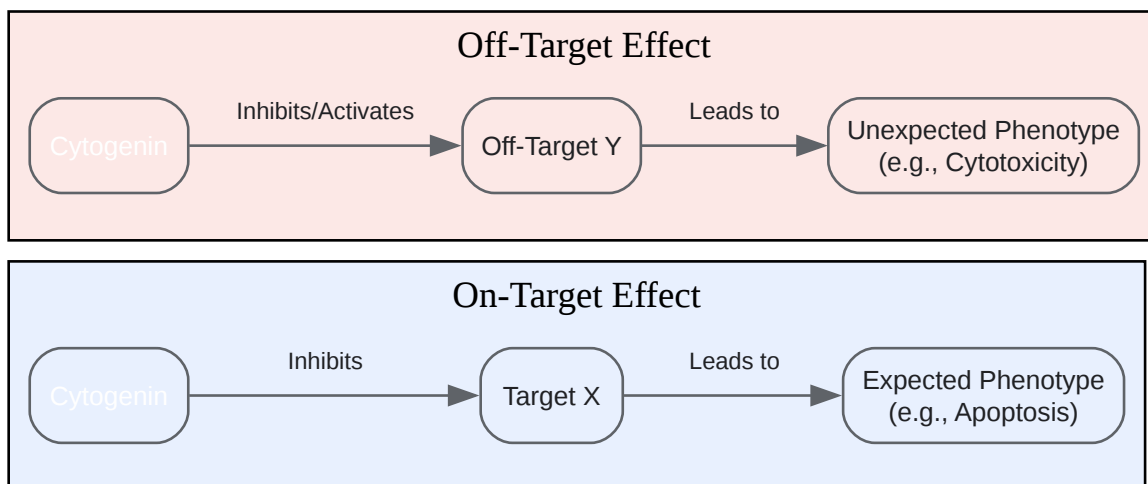 Off-Target Effect
Cytogenin
Inhibits/Activates
Off-Target Y
Leads to
Unexpected Phenotype
(e.g., Cytotoxicity)
On-Target Effect
Cytogenin
Inhibits
Target X
Leads to
Expected Phenotype
(e.g., Apoptosis)